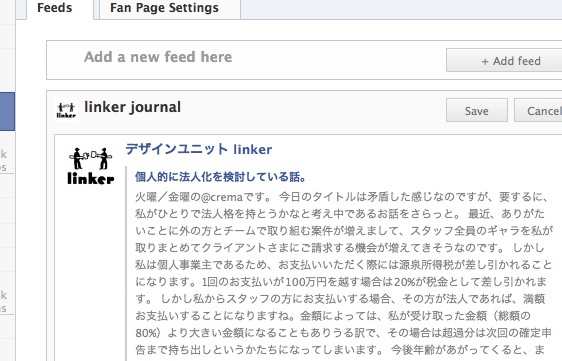 Feeds
Fan Page Settings
Add a new feed here
+ Add feed
linker
linker journal
Save
Cancel
linker
デザインユニット linker
個人的に法人化を検討している話。
火曜／金曜の@cremaです。 今日のタイトルは矛盾した感じなのですが、要するに、
私がひとりで法人格を持とうかなと考え中であるお話をさらっと。 最近、ありがた
いことに外の方とチームで取り組む案件が増えまして、スタッフ全員のギャラを私が
取りまとめてクライアントさまにご請求する機会が増えてきそうなのです。 しかし
私は個人事業主であるため、お支払いいただく際には源泉所得税が差し引かれること
になります。1回のお支払いが100万円を越す場合は20%が税金として差し引かれま
す。 しかし私からスタッフの方にお支払いする場合、その方が法人であれば、満額
お支払いすることになりますね。金額によっては、私が受け取った金額（総額の
80%）より大きい金額になることもありうる訳で、その場合は超過分は次回の確定申
告まで持ち出しというかたちになってしまいます。 今後年齢があがってくると、ま